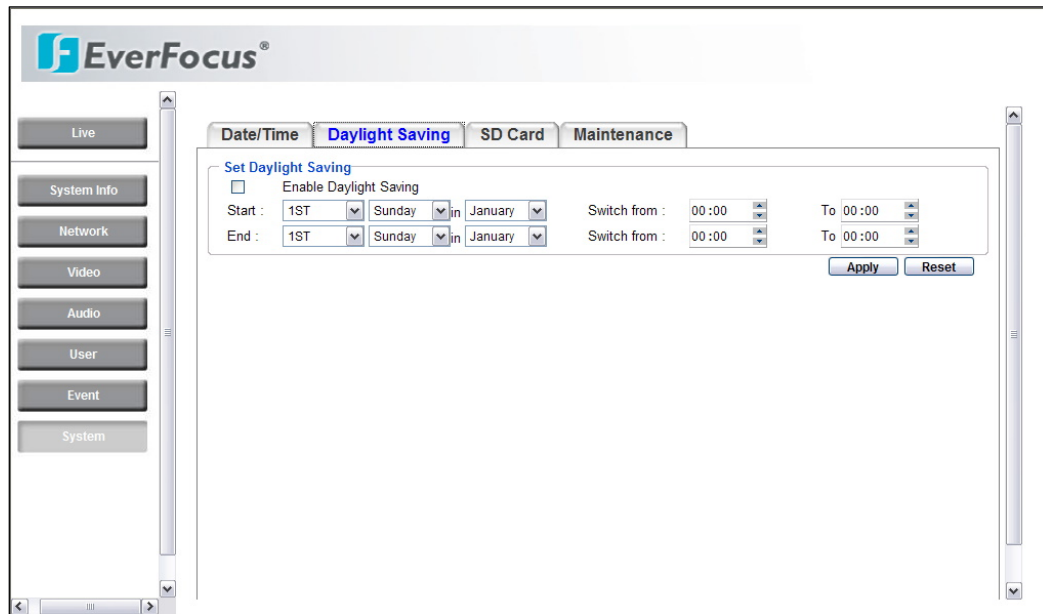 EverFocus®
Live
System Info
Network
Video
Audio
User
Event
System
Date/Time Daylight Saving SD Card Maintenance
Set Daylight Saving
Enable Daylight Saving
Start : 1ST Sunday in January Switch from : 00:00 To 00:00
End : 1ST Sunday in January Switch from : 00:00 To 00:00
Apply Reset